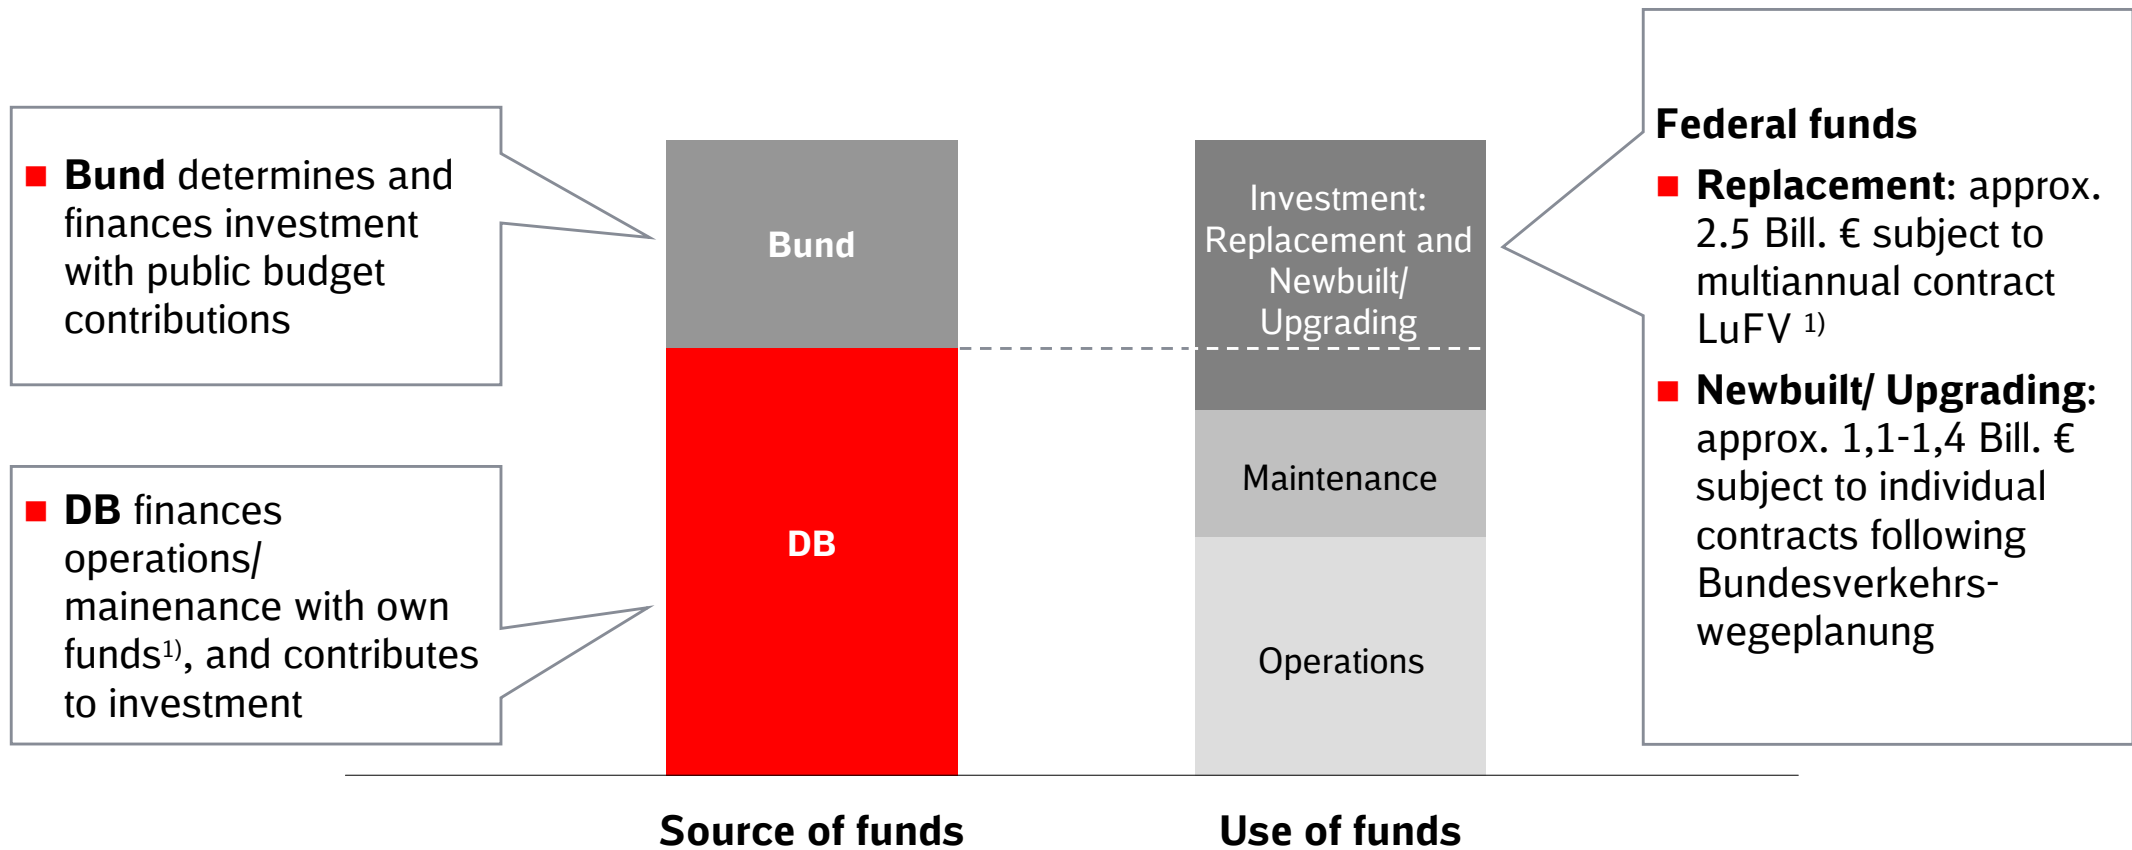 Bund determines and
finances investment
with public budget
contributions
DB finances
operations/
mainenance with own
funds1), and contributes
to investment
Bund
DB
Source of funds
Investment:
Replacement and
Newbuilt/
Upgrading
Maintenance
Operations
Use of funds
Federal funds
Replacement: approx.
2.5 Bill. € subject to
multiannual contract
LuFV 1)
Newbuilt/ Upgrading:
approx. 1,1-1,4 Bill. €
subject to individual
contracts following
Bundesverkehrs-
wegeplanung